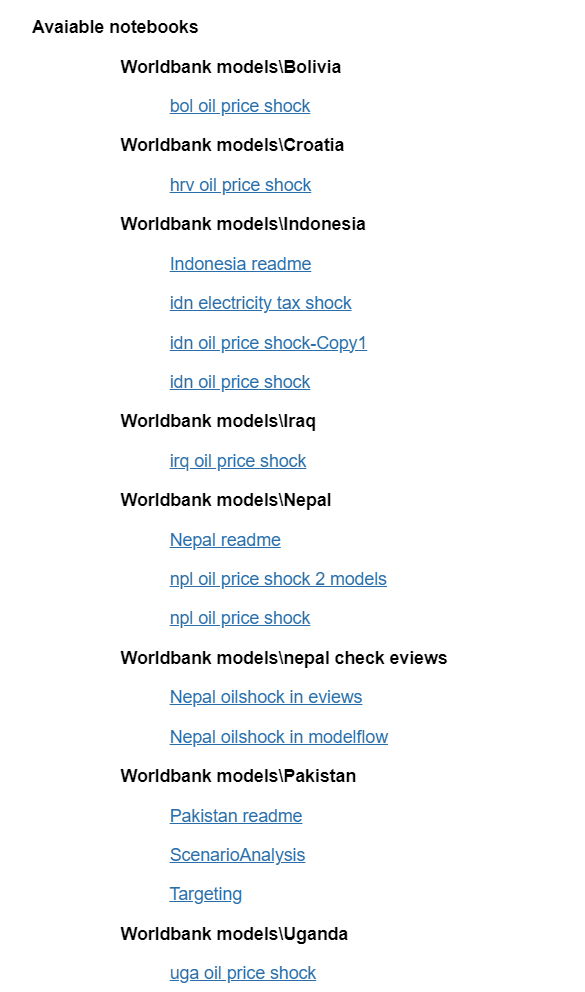 Avaiable notebooks
Worldbank models\Bolivia
bol oil price shock
Worldbank models\Croatia
hrv oil price shock
Worldbank models\Indonesia
Indonesia readme
idn electricity tax shock
idn oil price shock-Copy1
idn oil price shock
Worldbank models\Iraq
irq oil price shock
Worldbank models\Nepal
Nepal readme
npl oil price shock 2 models
npl oil price shock
Worldbank models\nepal check eviews
Nepal oilshock in eviews
Nepal oilshock in modelflow
Worldbank models\Pakistan
Pakistan readme
ScenarioAnalysis
Targeting
Worldbank models\Uganda
uga oil price shock